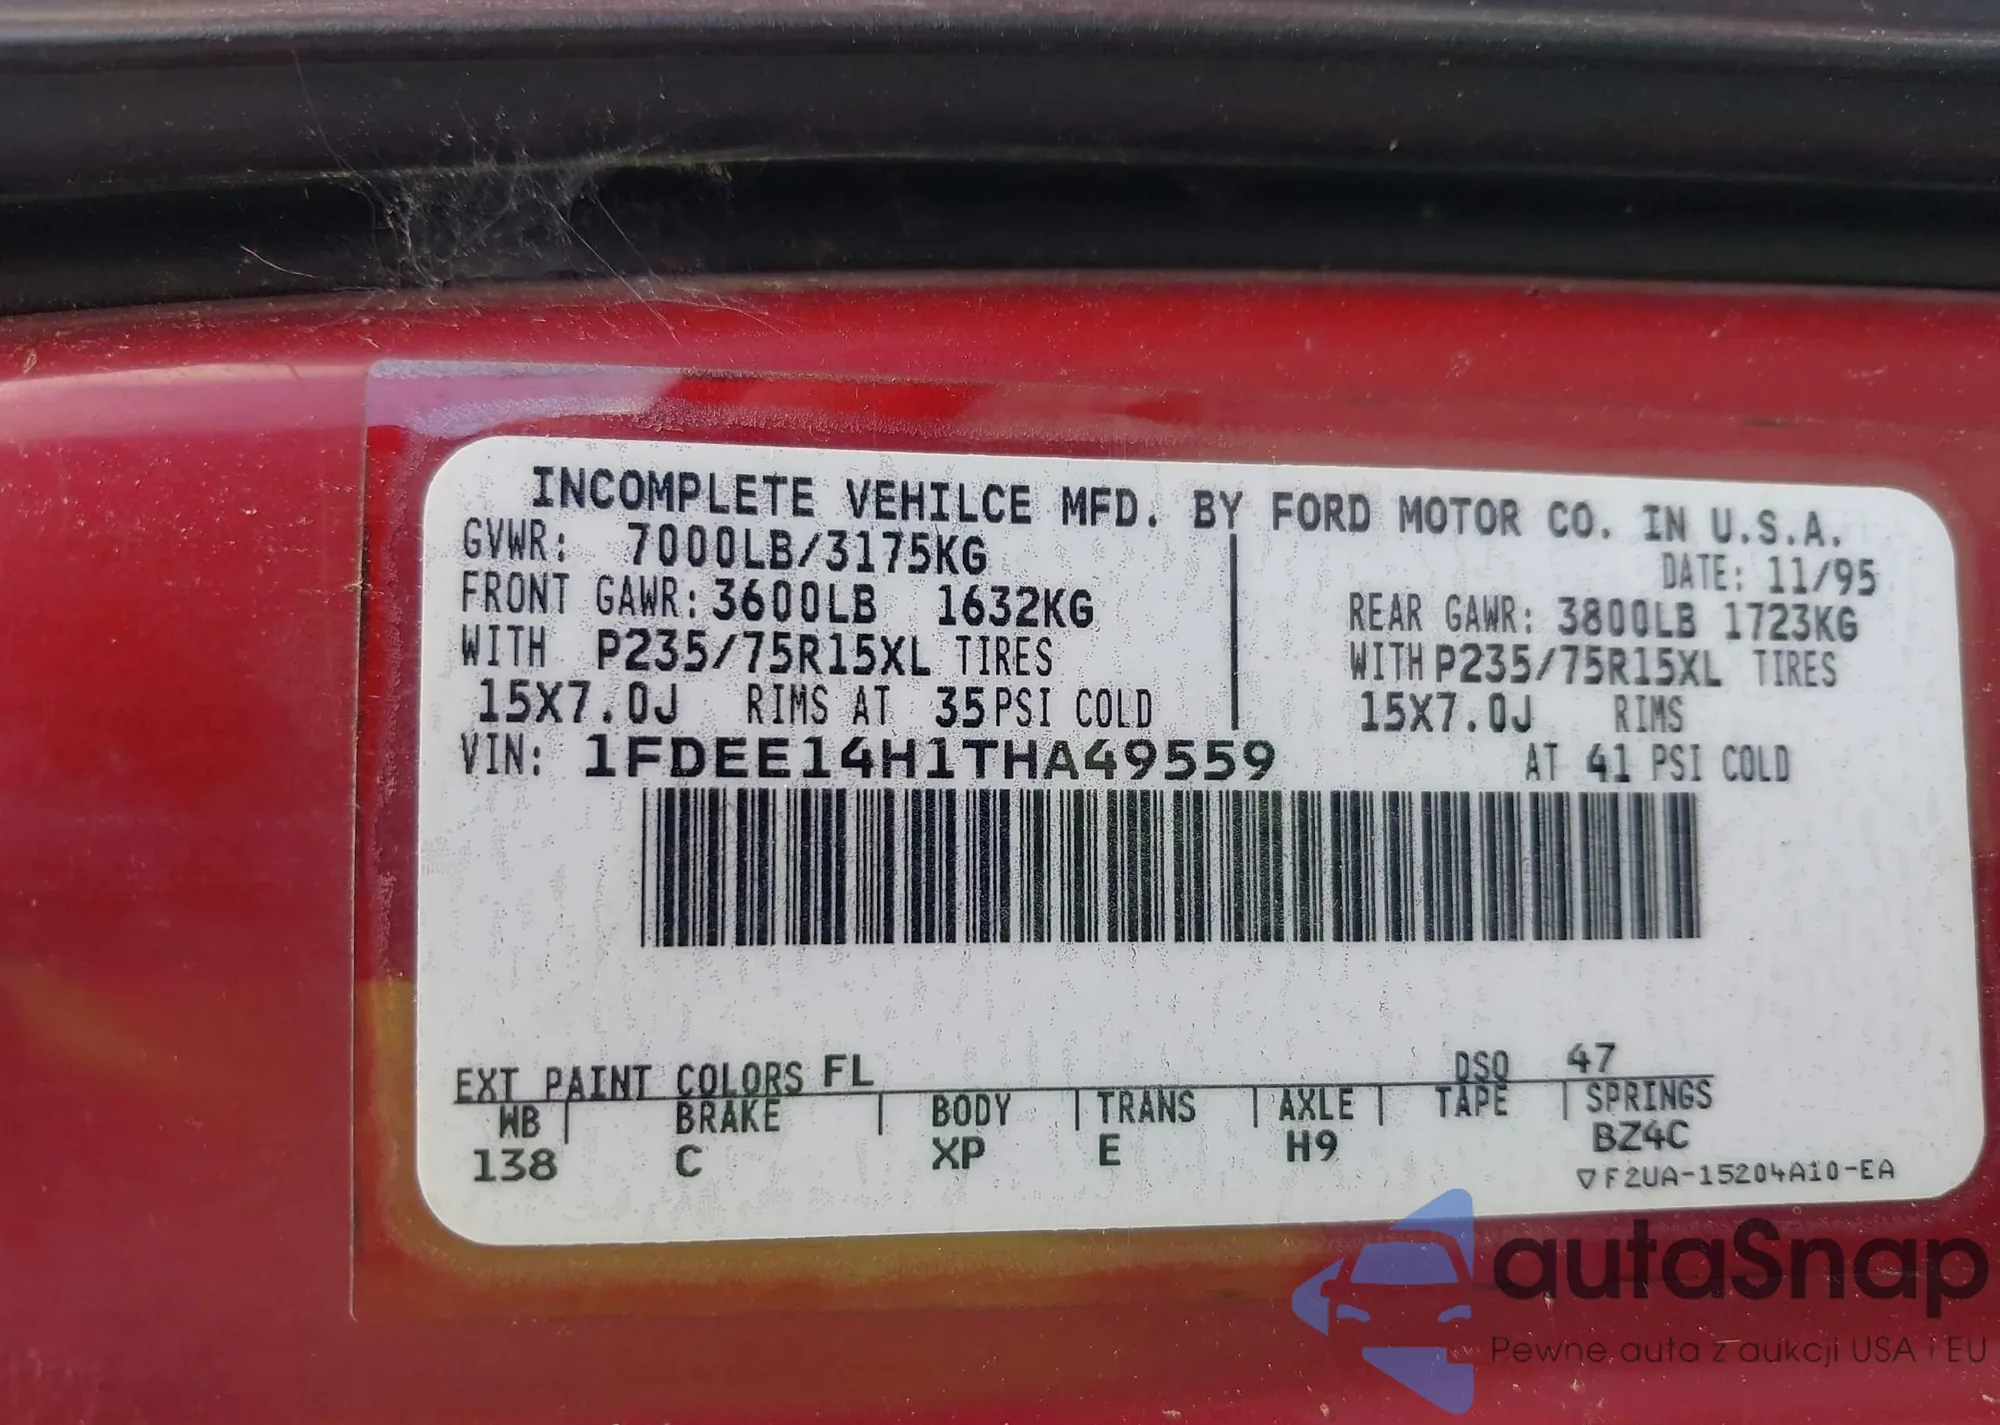 INCOMPLETE VEHILCE MFD. BY FORD MOTOR CO. IN U.S.A.
GVWR: 7000LB/3175KG
DATE: 11/95
FRONT GAWR: 3600LB 1632KG
REAR GAWR: 3800LB 1723KG
WITH P235/75R15XL TIRES
WITH P235/75R15XL TIRES
15X7.0J RIMS AT 35 PSI COLD
15X7.0J RIMS
VIN: 1FDEE14H1THA49559
AT 41 PSI COLD
EXT PAINT COLORS FL
DSO 47
WB BRAKE BODY TRANS AXLE TAPE SPRINGS
138 C XP E H9 BZ4C
▽F2UA-15204A10-EA
autaSnap
Pewne auta z aukcji USA i EU